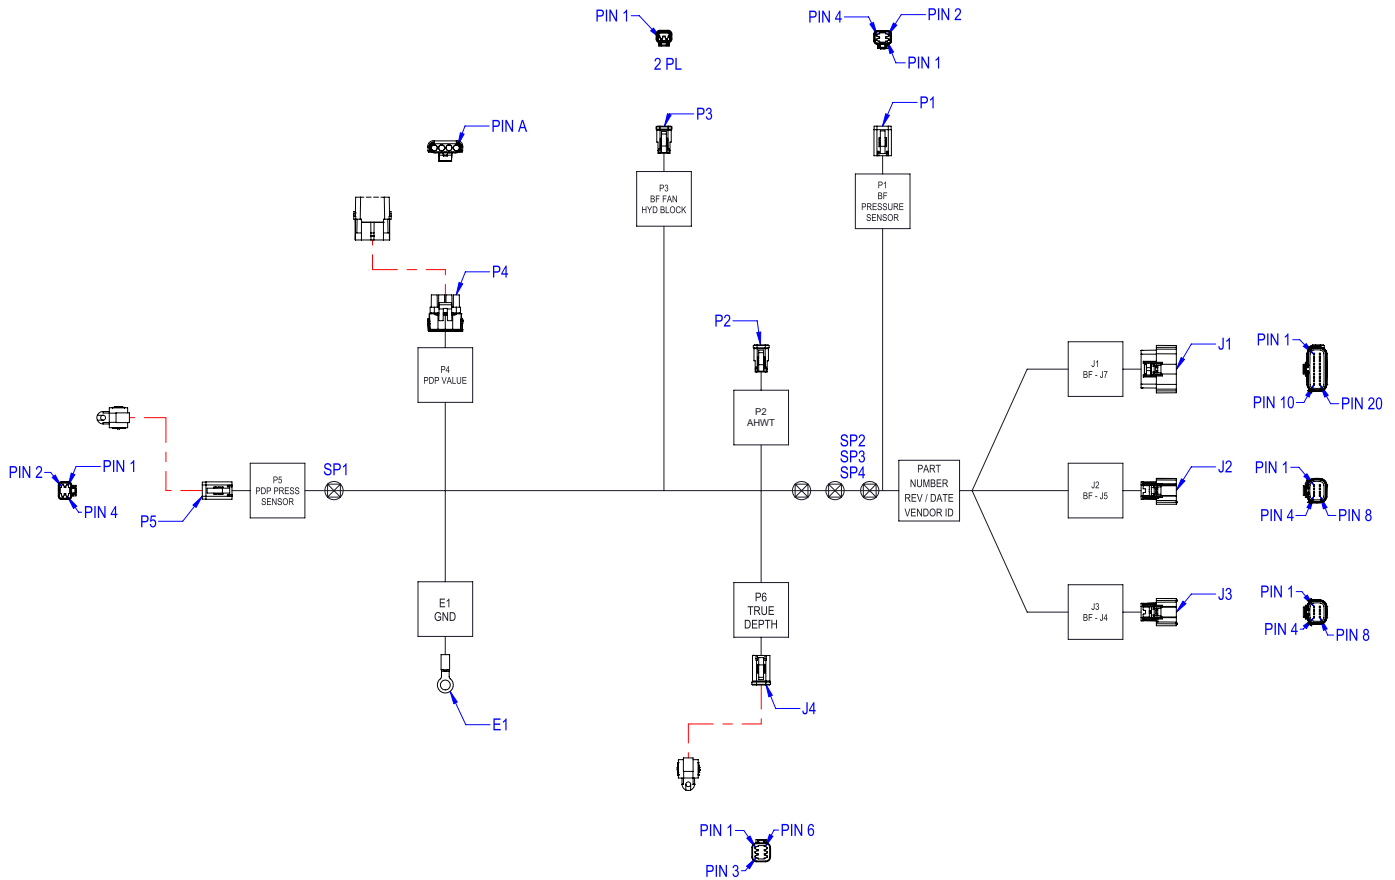 PIN 1
2 PL
PIN 4
PIN 2
PIN 1
P3
P1
PIN A
P3
BF FAN
HYD BLOCK
P1
BF
PRESSURE
SENSOR
P4
P4
PDP VALUE
P2
P2
AHWT
J1
BF - J7
J1
PIN 1
PIN 10
PIN 20
PIN 2
PIN 1
PIN 4
P5
P5
PDP PRESS
SENSOR
SP1
SP2
SP3
SP4
PART
NUMBER
REV / DATE
VENDOR ID
J2
BF - J5
J2
PIN 1
PIN 4
PIN 8
E1
GND
E1
P6
TRUE
DEPTH
J4
J3
BF - J4
J3
PIN 1
PIN 4
PIN 8
PIN 1
PIN 6
PIN 3